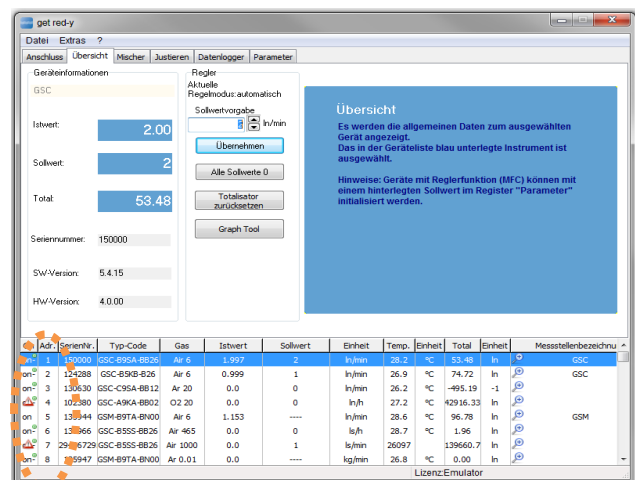 get red-y
Datei Extras ?
Anschluss Übersicht Mischer Justieren Datenlogger Parameter
Geräteinformationen
GSC
Istwert: 2.00
Sollwert: 2
Total: 53.48
Seriennummer: 150000
SW-Version: 5.4.15
HW-Version: 4.0.00
Regler
Aktuelle
Regelmodus:automatisch
Sollwertvorgabe
ln/min
Übernehmen
Alle Sollwerte 0
Totalisator
zurücksetzen
Graph Tool
Übersicht
Es werden die allgemeinen Daten zum ausgewählten
Gerät angezeigt.
Das in der Geräteliste blau unterlegte Instrument ist
ausgewählt.
Hinweise: Geräte mit Reglerfunktion (MFC) können mit
einem hinterlegten Sollwert im Register "Parameter"
initialisiert werden.
Adr. SerienNr. Typ-Code Gas Istwert Sollwert Einheit Temp. Einheit Total Einheit Messstellenbezeichnu
on- 1 150000 GSC-B9SA-BB26 Air 6 1.997 2 ln/min 28.2 °C 53.48 ln GSC
on- 2 124288 GSC-B5KB-B26 Air 6 0.999 1 ln/min 26.9 °C 74.72 ln GSC
on- 3 130630 GSC-C9SA-BB12 Ar 20 0.0 0 ln/min 26.2 °C -495.19 -1
4 102380 GSC-A9KA-BB02 O2 20 0.0 0 ln/h 27.2 °C 42916.33 ln
on- 5 GSM-B9TA-BN00 Air 6 1.153 ---- ln/min 28.6 °C 96.78 ln GSM
on- 6 GSC-B5SS-BB26 Air 465 0.0 0 ls/h 28.7 °C 1.96 ln
7 GSC-B5SS-BB26 Air 1000 0.0 1 ls/min 26097 139660.7 ln
on- 8 GSM-B9TA-BN00 Ar 0.01 0.0 ---- kg/min 26.8 °C 0.00 ln
Lizenz:Emulator